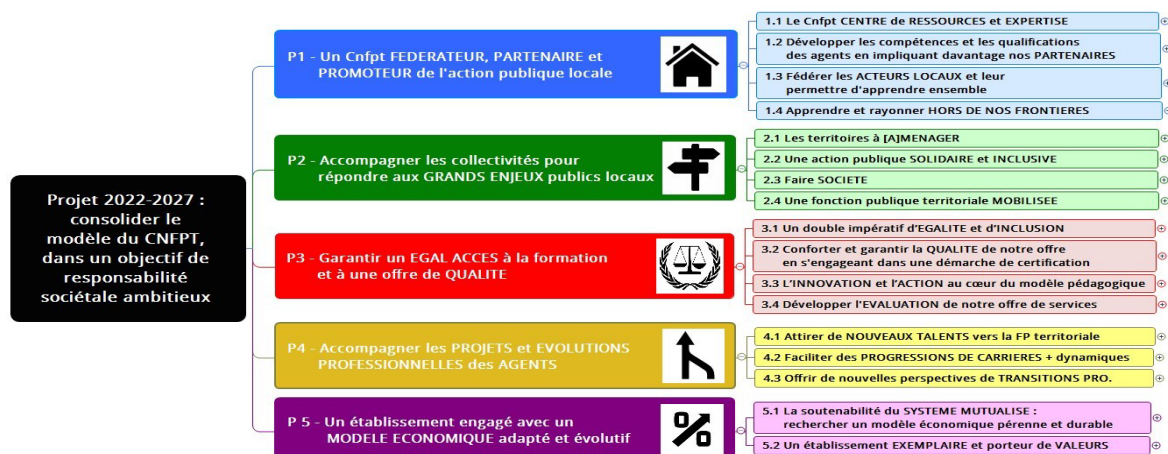 Projet 2022-2027 :
consolider le
modèle du CNFPT,
dans un objectif de
responsabilité
sociétale ambitieux
P1 - Un Cnfpt FEDERATEUR, PARTENAIRE et
PROMOTEUR de l'action publique locale
1.1 Le Cnfpt CENTRE de RESSOURCES et EXPERTISE
1.2 Développer les compétences et les qualifications
des agents en impliquant davantage nos PARTENAIRES
1.3 Fédérer les ACTEURS LOCAUX et leur
permettre d'apprendre ensemble
1.4 Apprendre et rayonner HORS DE NOS FRONTIERES
P2 - Accompagner les collectivités pour
répondre aux GRANDS ENJEUX publics locaux
2.1 Les territoires à [A]MENAGER
2.2 Une action publique SOLIDAIRE et INCLUSIVE
2.3 Faire SOCIETE
2.4 Une fonction publique territoriale MOBILISEE
P3 - Garantir un EGAL ACCES à la formation
et à une offre de QUALITE
3.1 Un double impératif d'EGALITE et d'INCLUSION
3.2 Conforter et garantir la QUALITE de notre offre
en s'engageant dans une démarche de certification
3.3 L'INNOVATION et l'ACTION au cœur du modèle pédagogique
3.4 Développer l'EVALUATION de notre offre de services
P4 - Accompagner les PROJETS et EVOLUTIONS
PROFESSIONNELLES des AGENTS
4.1 Attirer de NOUVEAUX TALENTS vers la FP territoriale
4.2 Faciliter des PROGRESSIONS DE CARRIERES + dynamiques
4.3 Offrir de nouvelles perspectives de TRANSITIONS PRO.
P 5 - Un établissement engagé avec un
MODELE ECONOMIQUE adapté et évolutif
5.1 La soutenabilité du SYSTEME MUTUALISE :
rechercher un modèle économique pérenne et durable
5.2 Un établissement EXEMPLAIRE et porteur de VALEURS